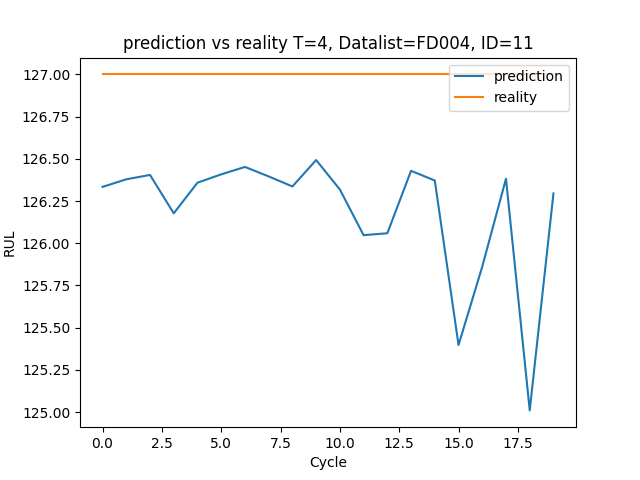 prediction vs reality T=4, Datalist=FD004, ID=11
127.00
126.75
126.50
126.25
126.00
125.75
125.50
125.25
125.00
RUL
prediction
reality
0.0 2.5 5.0 7.5 10.0 12.5 15.0 17.5
Cycle